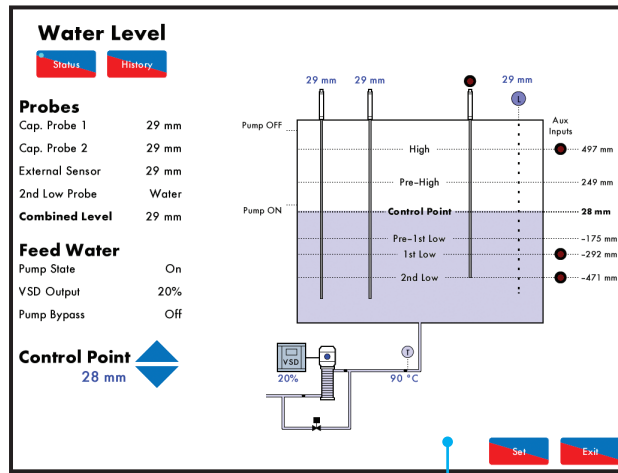 Water Level
Status
History
Probes
Cap. Probe 1 29 mm
Cap. Probe 2 29 mm
External Sensor 29 mm
2nd Low Probe Water
Combined Level 29 mm
Feed Water
Pump State On
VSD Output 20%
Pump Bypass Off
Control Point
28 mm
29 mm 29 mm 29 mm
L
Aux
Inputs
Pump OFF
High 497 mm
Pre-High 249 mm
Pump ON
Control Point 28 mm
Pre-1st Low -175 mm
1st Low -292 mm
2nd Low -471 mm
VSD
T
20%
90 °C
Set
Exit